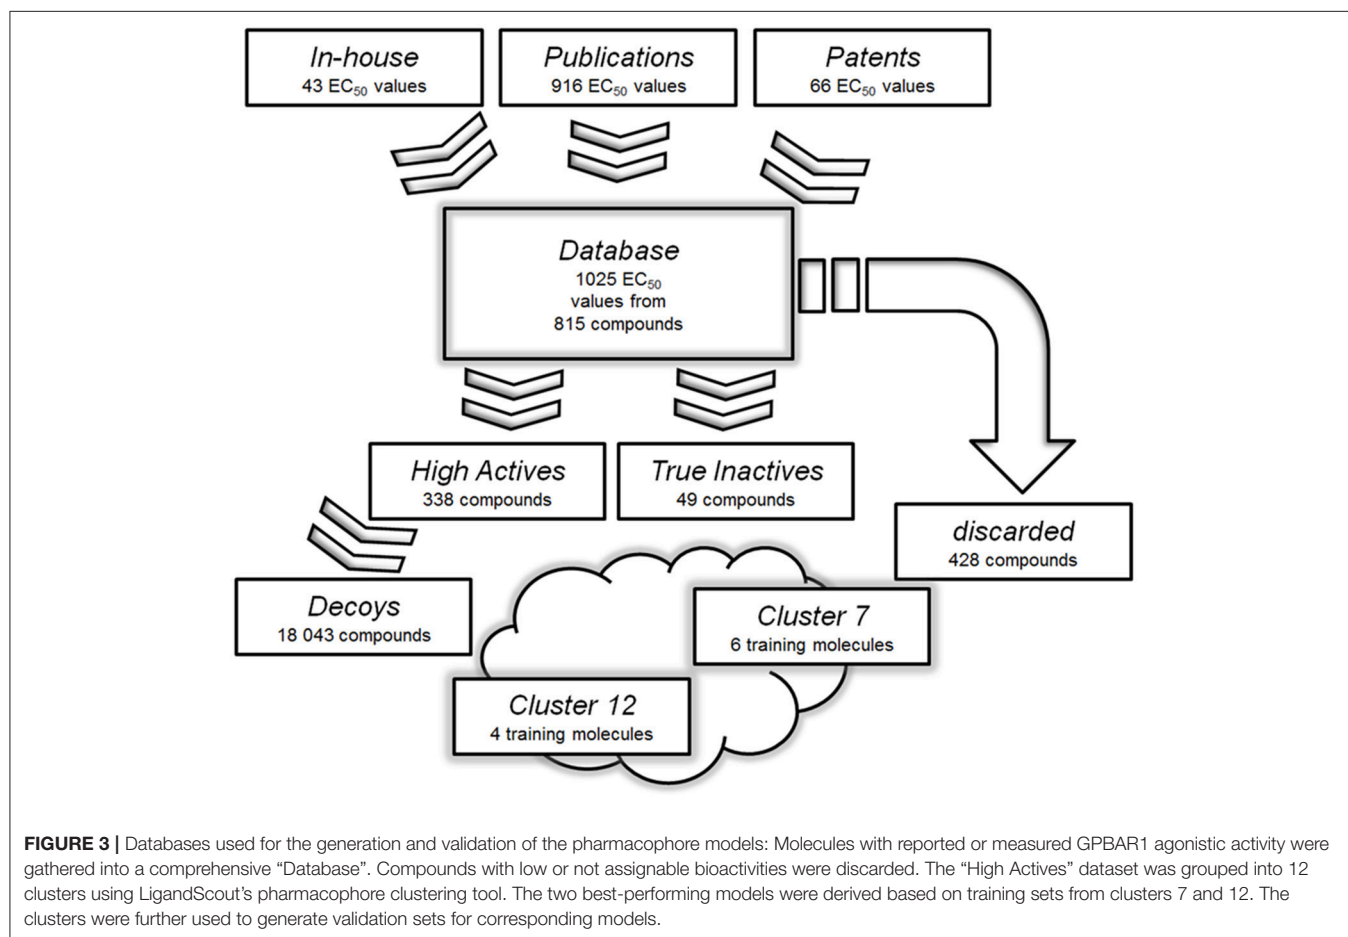 In-house
43 EC50 values
Publications
916 EC50 values
Patents
66 EC50 values
Database
1025 EC50
values from
815 compounds
High Actives
338 compounds
True Inactives
49 compounds
discarded
428 compounds
Decoys
18 043 compounds
Cluster 7
6 training molecules
Cluster 12
4 training molecules
FIGURE 3 | Databases used for the generation and validation of the pharmacophore models: Molecules with reported or measured GPBAR1 agonistic activity were
gathered into a comprehensive “Database”. Compounds with low or not assignable bioactivities were discarded. The “High Actives” dataset was grouped into 12
clusters using LigandScout’s pharmacophore clustering tool. The two best-performing models were derived based on training sets from clusters 7 and 12. The
clusters were further used to generate validation sets for corresponding models.